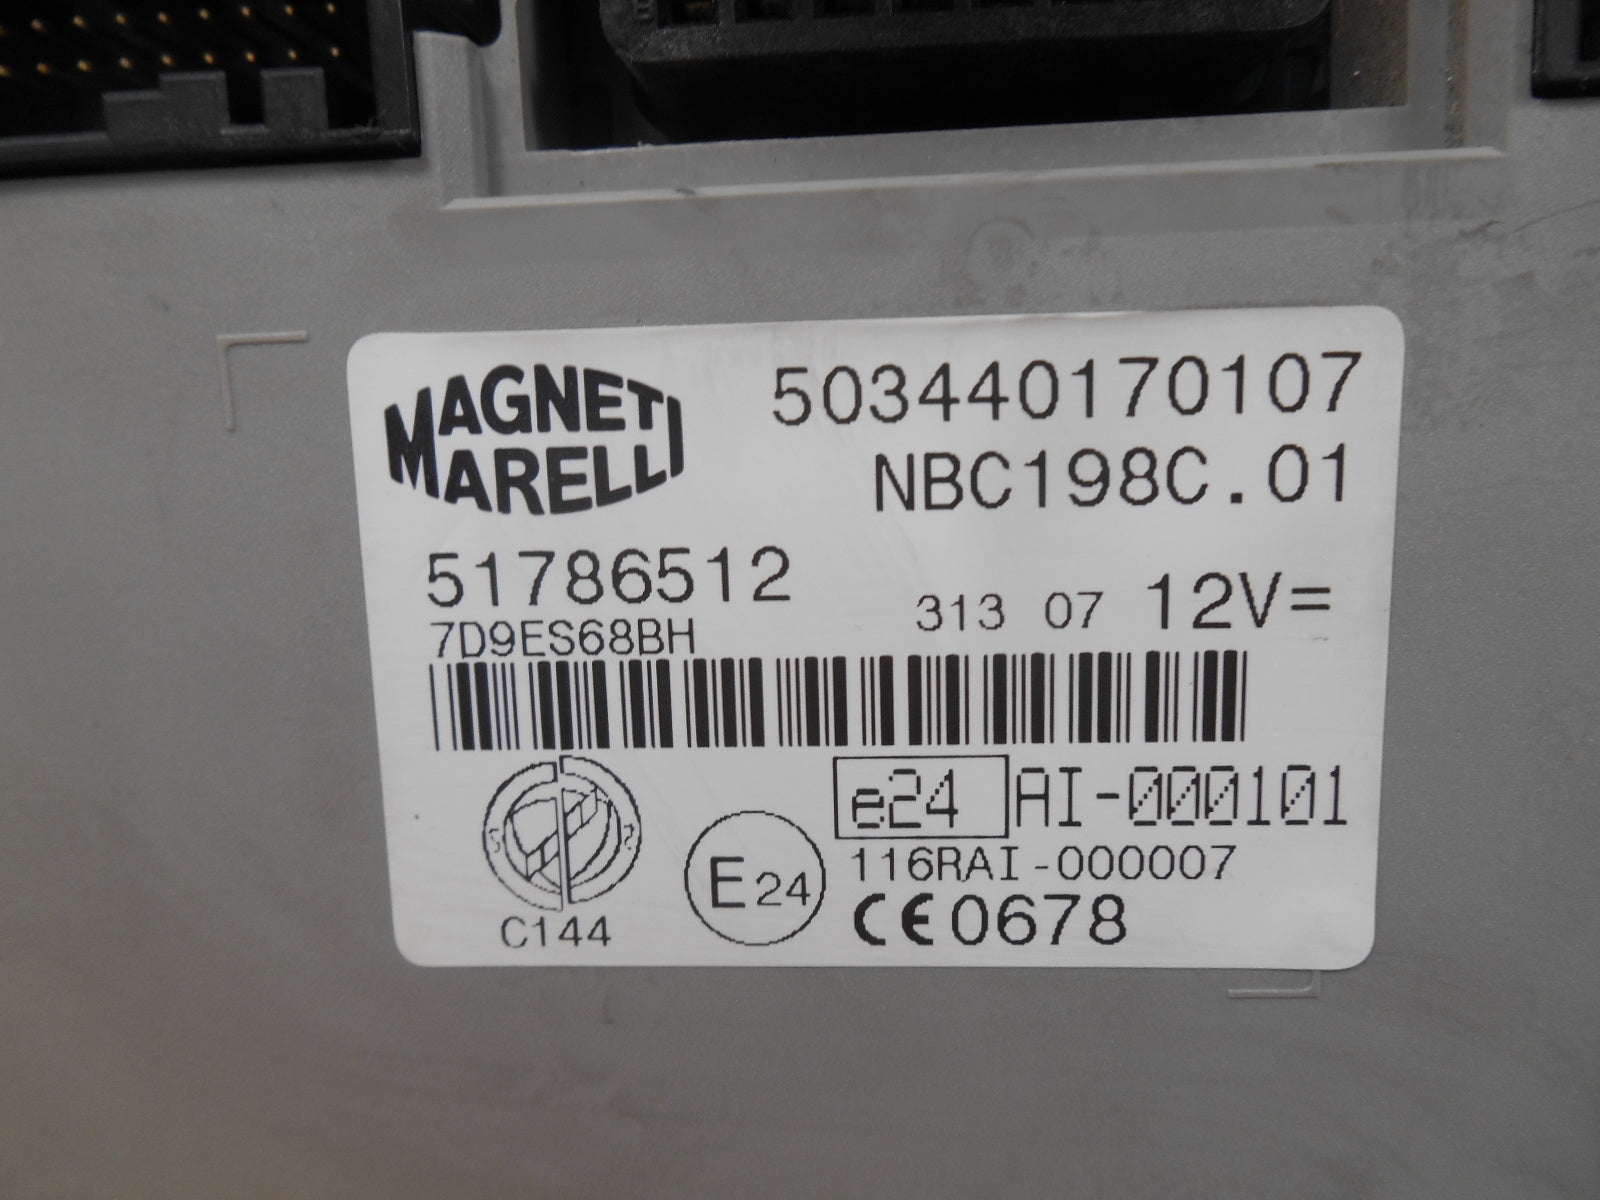 MAGNETI
MARELLI
503440170107
NBC198C.01
51786512
313 07 12V=
7D9ES68BH
e24 AI-000101
E24
116RAI-000007
CE0678
C144